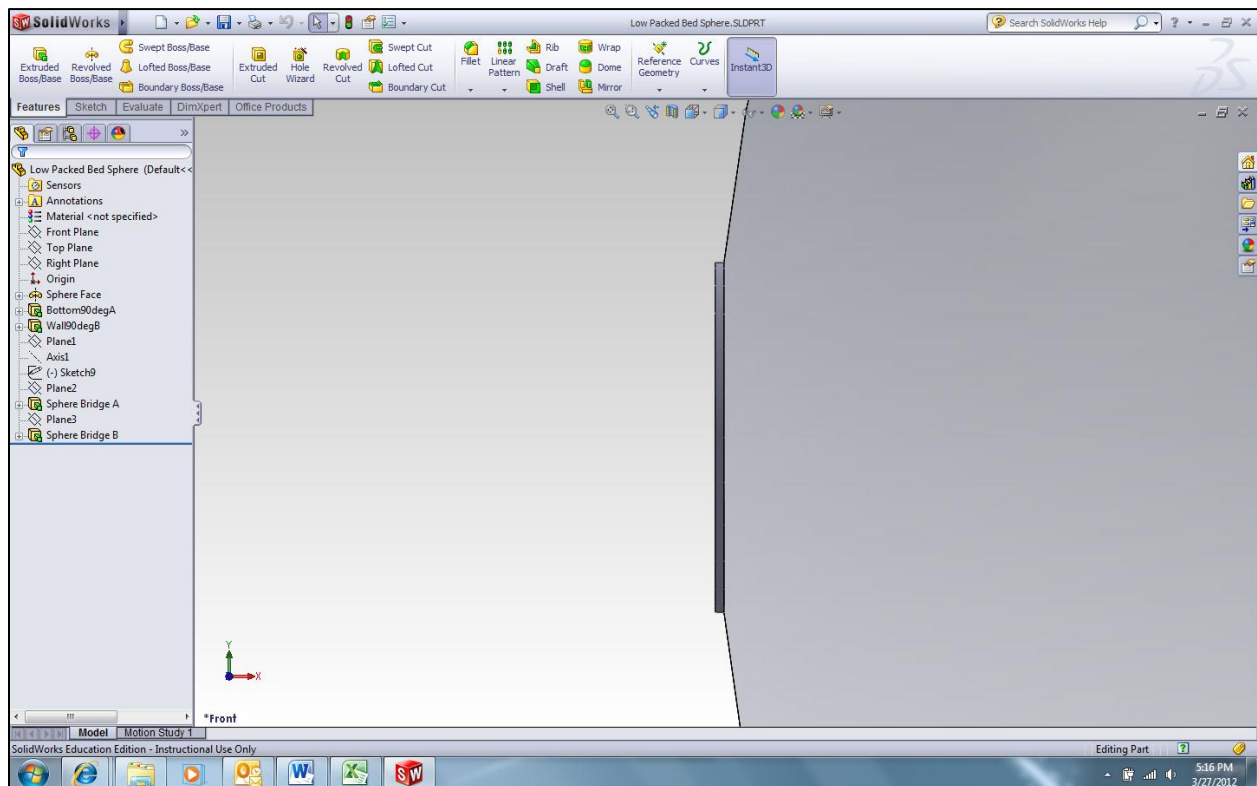 SolidWorks
Low Packed Bed Sphere.SLDPRT
Search SolidWorks Help
Extruded Boss/Base
Revolved Boss/Base
Swept Boss/Base
Lofted Boss/Base
Boundary Boss/Base
Extruded Cut
Hole Wizard
Revolved Cut
Swept Cut
Lofted Cut
Boundary Cut
Fillet
Linear Pattern
Rib
Draft
Shell
Wrap
Dome
Mirror
Reference Geometry
Curves
Instant3D
Features Sketch Evaluate DimXpert Office Products
Low Packed Bed Sphere (Default<<
Sensors
Annotations
Material <not specified>
Front Plane
Top Plane
Right Plane
Origin
Sphere Face
Bottom90degA
Wall90degB
Plane1
Axis1
(-) Sketch9
Plane2
Sphere Bridge A
Plane3
Sphere Bridge B
Y
X
*Front
Model Motion Study 1
SolidWorks Education Edition - Instructional Use Only
Editing Part
5:16 PM
3/27/2012